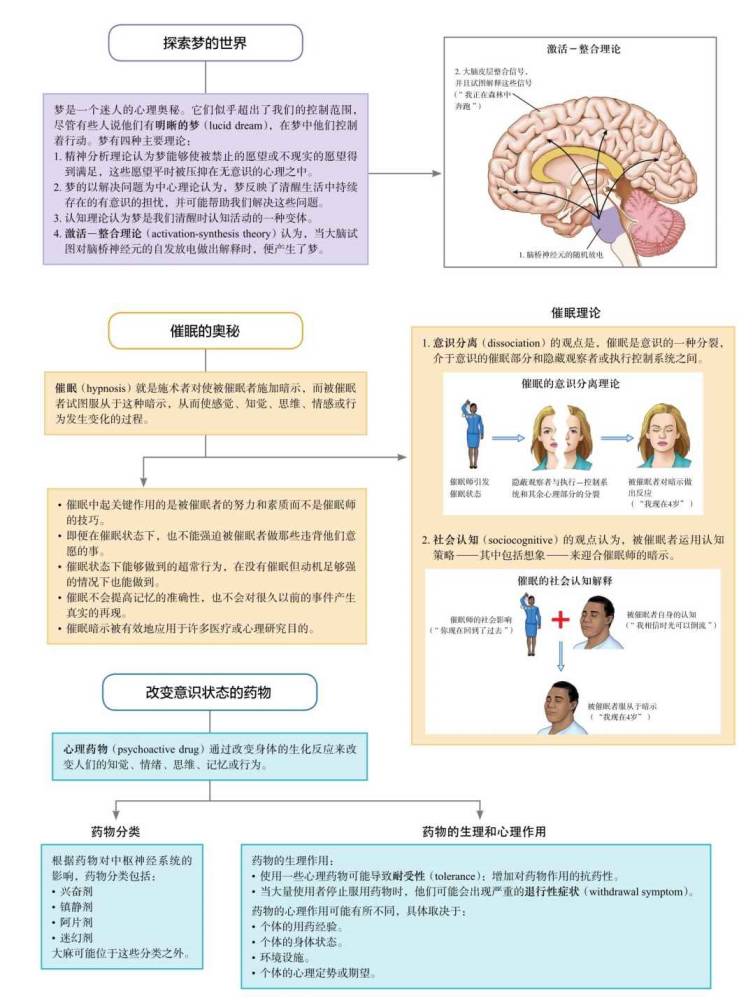 探索梦的世界
梦是一个迷人的心理奥秘。它们似乎超出了我们的控制范围，
尽管有些人说他们有明晰的梦（lucid dream），在梦中他们控制
着行动。梦有四种主要理论：
1. 精神分析理论认为梦能够使被禁止的愿望或不现实的愿望得
到满足，这些愿望平时被压抑在无意识的心理之中。
2. 梦的以解决问题为中心理论认为，梦反映了清醒生活中持续
存在的有意识的担忧，并可能帮助我们解决这些问题。
3. 认知理论认为梦是我们清醒时认知活动的一种变体。
4. 激活－整合理论（activation-synthesis theory）认为，当大脑试
图对脑桥神经元的自发放电做出解释时，便产生了梦。
激活－整合理论
2. 大脑皮层整合信号，
并且试图解释这些信号
（“我正在森林中
奔跑”）
1. 脑桥神经元的随机放电
催眠的奥秘
催眠（hypnosis）就是施术者对使被催眠者施加暗示，而被催眠
者试图服从于这种暗示，从而使感觉、知觉、思维、情感或行
为发生变化的过程。
• 催眠中起关键作用的是被催眠者的努力和素质而不是催眠师
的技巧。
• 即便在催眠状态下，也不能强迫被催眠者做那些违背他们意
愿的事。
• 催眠状态下能够做到的超常行为，在没有催眠但动机足够强
的情况下也能做到。
• 催眠不会提高记忆的准确性，也不会对很久以前的事件产生
真实的再现。
• 催眠暗示被有效地应用于许多医疗或心理研究目的。
催眠理论
1. 意识分离（dissociation）的观点是，催眠是意识的一种分裂，
介于意识的催眠部分和隐藏观察者或执行控制系统之间。
催眠的意识分离理论
催眠师引发
催眠状态
隐蔽观察者与执行－控制系
统和其余心理部分的分裂
被催眠者对暗示做
出反应
（“我现在4岁”）
2. 社会认知（sociocognitive）的观点认为，被催眠者运用认知
策略——其中包括想象——来迎合催眠师的暗示。
催眠的社会认知解释
催眠师的社会影响
（“你现在回到了过去”）
被催眠者自身的认知
（“我相信时光可以倒流”）
被催眠者服从于暗示
（“我现在4岁”）
改变意识状态的药物
心理药物（psychoactive drug）通过改变身体的生化反应来改
变人们的知觉、情绪、思维、记忆或行为。
药物分类
根据药物对中枢神经系统的
影响，药物分类包括：
• 兴奋剂
• 镇静剂
• 阿片剂
• 迷幻剂
大麻可能位于这些分类之外。
药物的生理和心理作用
药物的生理作用：
• 使用一些心理药物可能导致耐受性（tolerance）；增加对药物作用的抗药性。
• 当大量使用者停止服用药物时，他们可能会出现严重的退行性症状（withdrawal symptom）。
药物的心理作用可能有所不同，具体取决于：
• 个体的用药经验。
• 个体的身体状态。
• 环境设施。
• 个体的心理定势或期望。